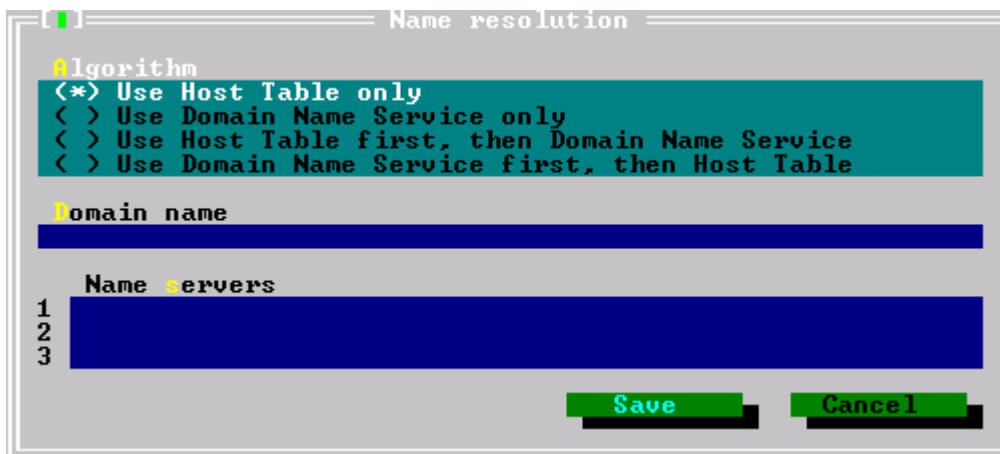 [ ] Name resolution
Algorithm
(*) Use Host Table only
( ) Use Domain Name Service only
( ) Use Host Table first, then Domain Name Service
( ) Use Domain Name Service first, then Host Table
Domain name
Name servers
1
2
3
Save Cancel